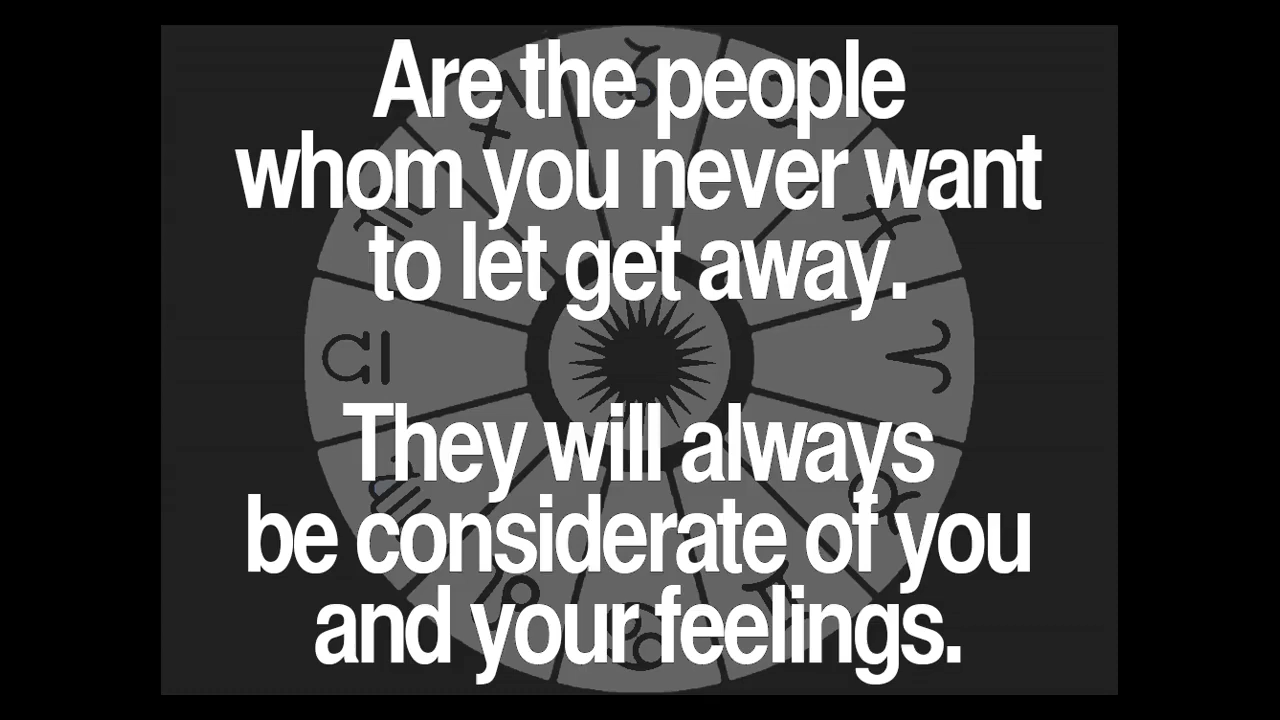 Are the people
whom you never want
to let get away.
They will always
be considerate of you
and your feelings.